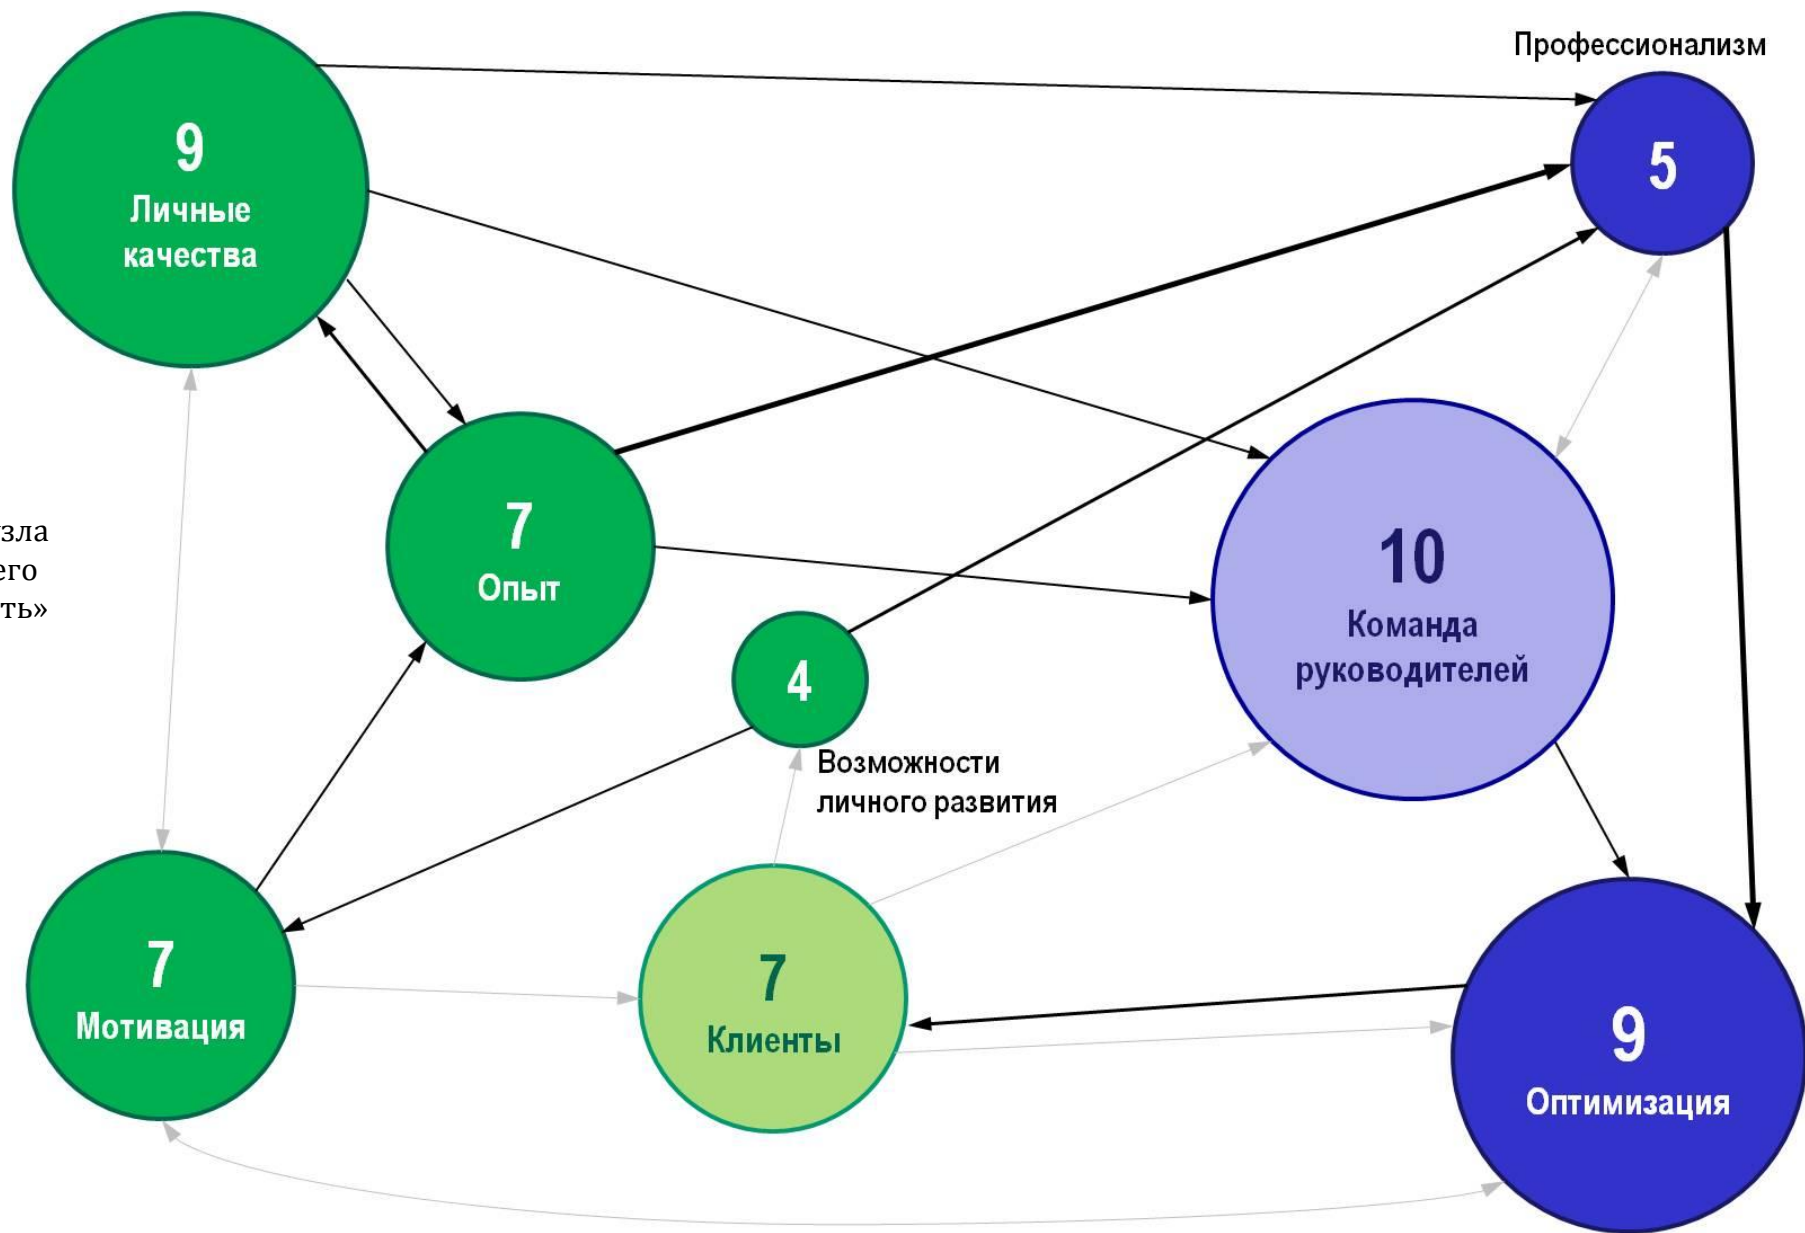 Профессионализм
9
Личные
качества
5
7
Опыт
10
Команда
руководителей
4
Возможности
личного развития
7
Мотивация
7
Клиенты
9
Оптимизация